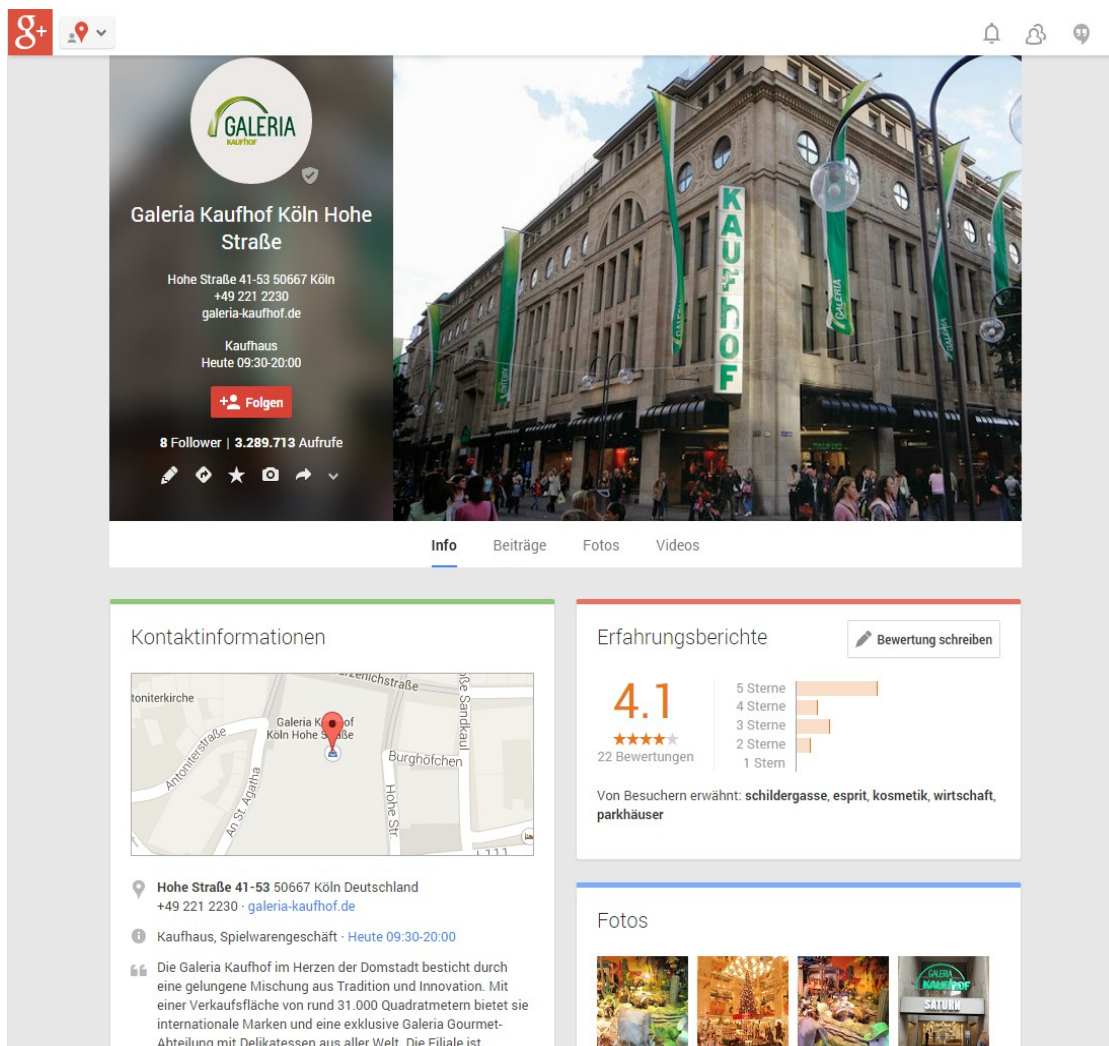 g+
GALERIA
KAUFHOF
Galeria Kaufhof Köln Hohe
Straße
Hohe Straße 41-53 50667 Köln
+49 221 2230
galeria-kaufhof.de
Kaufhaus
Heute 09:30-20:00
Folgen
8 Follower | 3.289.713 Aufrufe
KAUFHOF
GALERIA
GALERIA
Info Beiträge Fotos Videos
Kontaktinformationen
toniterkirche
Galeria
Köln Hohe
Antoniterstraße
An St. Agatha
Burghöfchen
Hohe Str.
Sandkaul
L111
Hohe Straße 41-53 50667 Köln Deutschland
+49 221 2230 · galeria-kaufhof.de
Kaufhaus, Spielwarengeschäft · Heute 09:30-20:00
Die Galeria Kaufhof im Herzen der Domstadt besticht durch
eine gelungene Mischung aus Tradition und Innovation. Mit
einer Verkaufsfläche von rund 31.000 Quadratmetern bietet sie
internationale Marken und eine exklusive Galeria Gourmet-
Abteilung mit Delikatessen aus aller Welt. Die Filiale ist
Erfahrungsberichte
Bewertung schreiben
4.1
22 Bewertungen
5 Sterne
4 Sterne
3 Sterne
2 Sterne
1 Stern
Von Besuchern erwähnt: schildergasse, esprit, kosmetik, wirtschaft,
parkhäuser
Fotos
GALERIA
KAUFHOF
SATURN